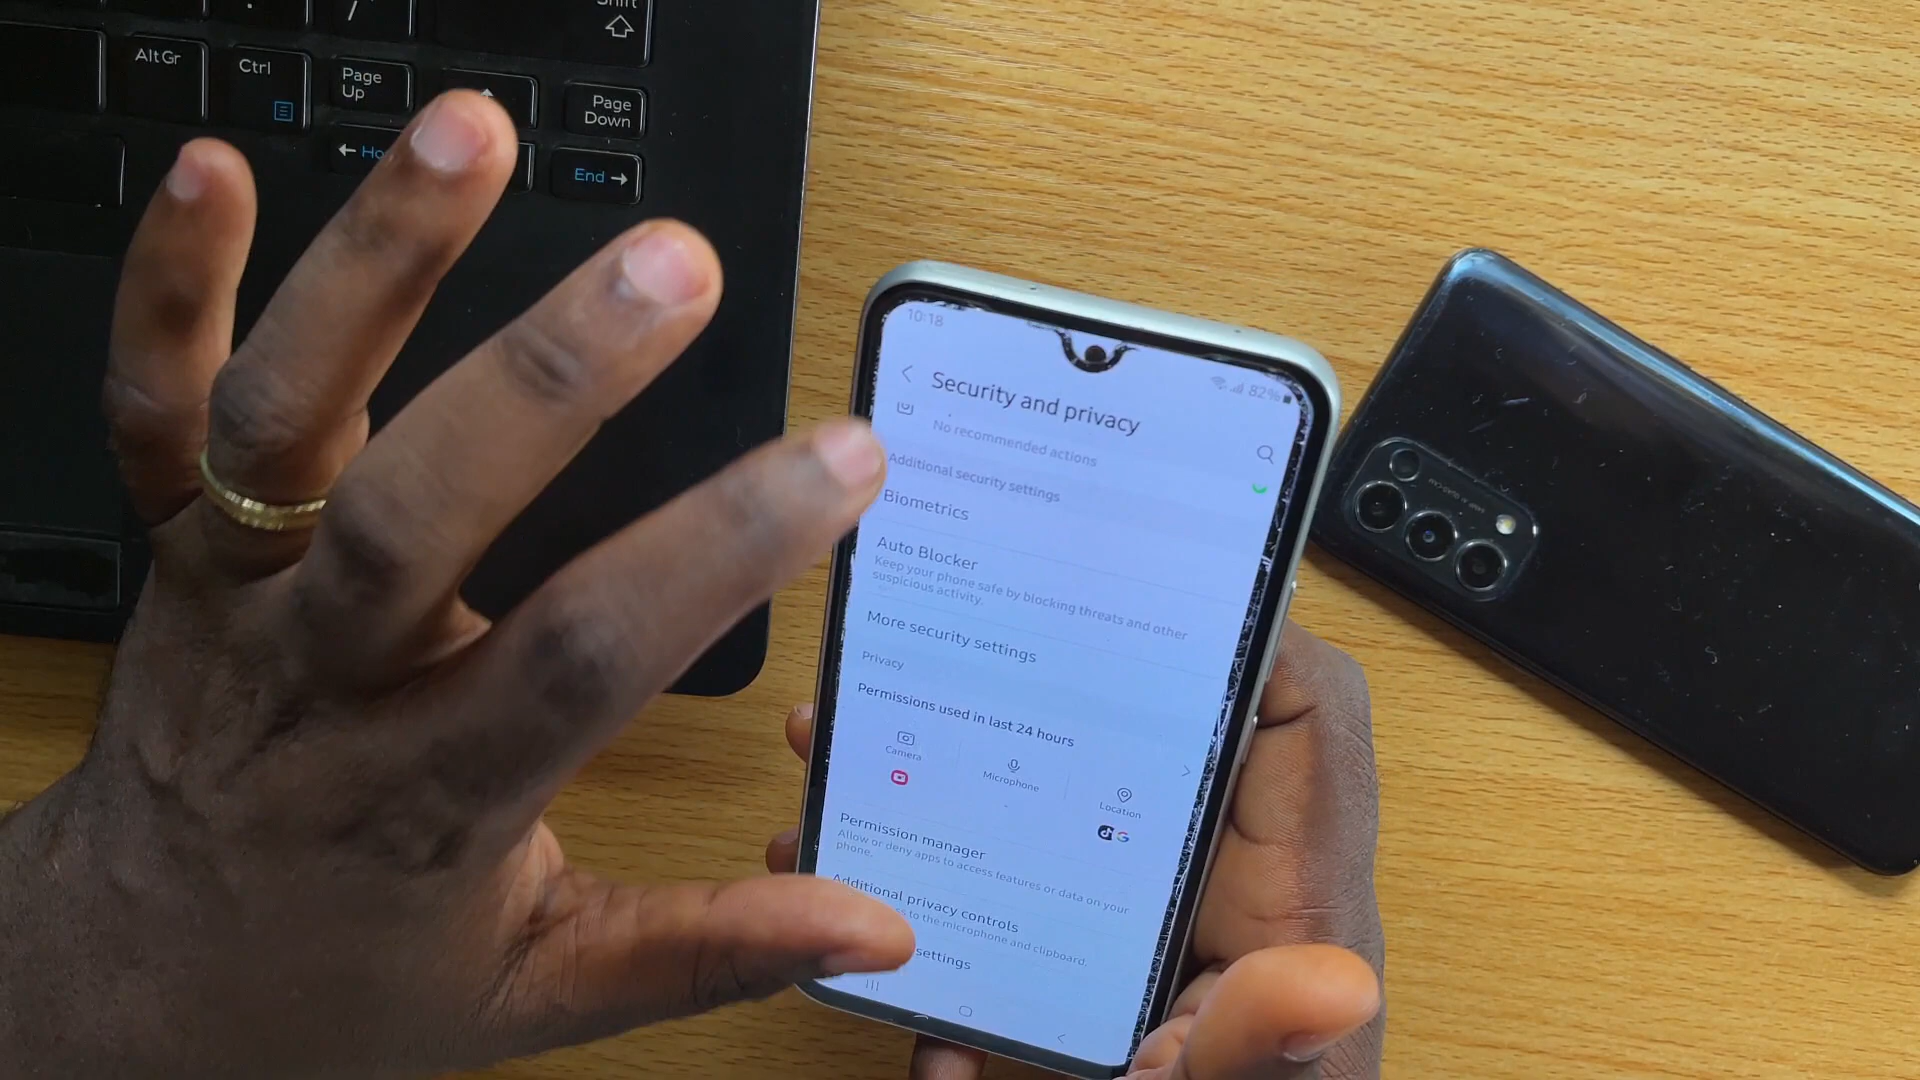 Shift
Alt Gr
Ctrl
Page
Up
Page
Down
End →
10:18
82%
Security and privacy
No recommended actions
Additional security settings
Biometrics
Auto Blocker
Keep your phone safe by blocking threats and other
suspicious activity.
More security settings
Privacy
Permissions used in last 24 hours
Camera
Microphone
Location
Permission manager
Allow or deny apps to access features or data on your
phone.
Additional privacy controls
to the microphone and clipboard.
settings